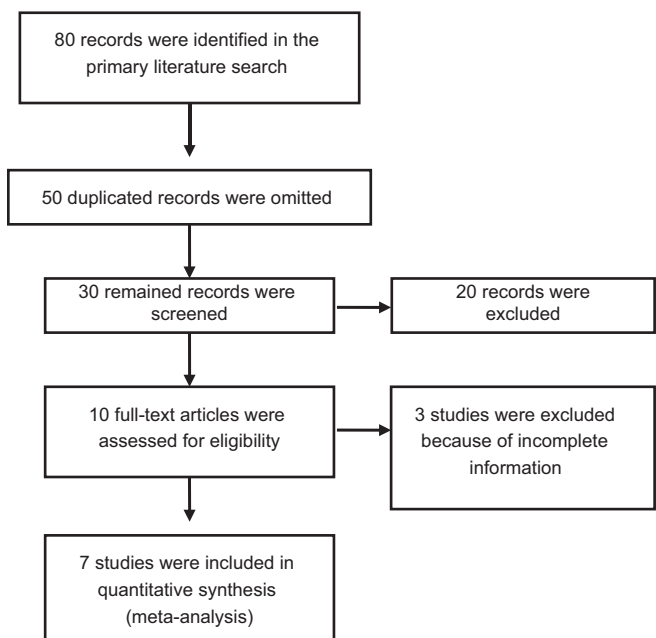 80 records were identified in the
primary literature search
50 duplicated records were omitted
30 remained records were
screened
20 records were
excluded
10 full-text articles were
assessed for eligibility
3 studies were excluded
because of incomplete
information
7 studies were included in
quantitative synthesis
(meta-analysis)